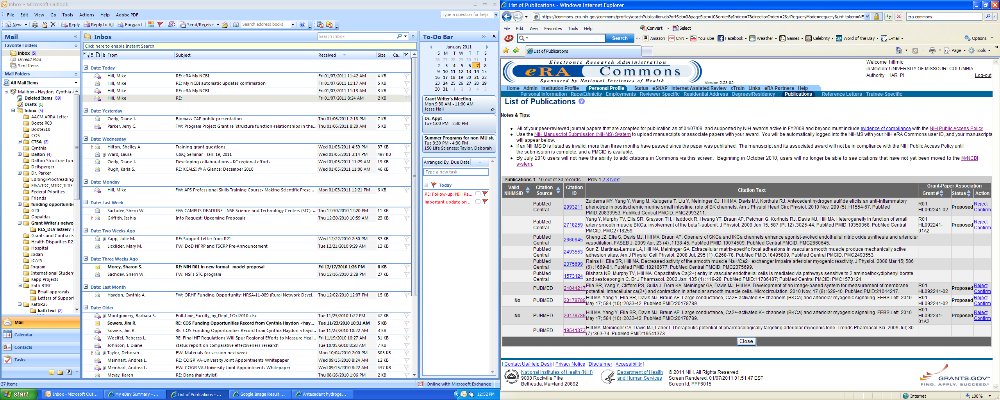 Inbox - Microsoft Outlook
File Edit View Go Tools Actions Help Adobe PDF
Type a question for help
New Reply Reply to All Forward Send/Receive Search address books
Mail
Favorite Folders
Inbox (5)
Unread Mail
Sent Items
Mail Folders
All Mail Items
Mailbox - Haydon, Cynthia A
Deleted Items (89)
Drafts [1]
Inbox (5)
AACM ARRA Letter
Boote R03
BooteS10
COS
CTSA (2)
Cynthia
Dalton (4)
Dalton Structure-fun
Dellsperger
Dr. Parker
Editing/Proofreading
F&A/TDC,MTDC,TLTIE
Federal Priorities
Friends
funding opportunitie
G20
Gopaldas
Grant Writer's netwo
RES_DEV listserv
Grants and Contracts
Health Disparities R2
Hospital
Ibdah
iCATS
Ingram
International Student
Kapp Projects
Katti BTRC
Email approvals
Letters of Support
KattiR25
katti text (2)
Mail
Calendar
Contacts
Tasks
37 Items
Inbox
Search Inbox
Click here to enable Instant Search
From Subject Received Size Ca...
Date: Today
Hill, Mike RE: eRA My NCBI Fri 01/07/2011 11:42 AM 4 KB
Hill, Mike RE: My NCBI automatic updates confirmation Fri 01/07/2011 11:17 AM 5 KB
Hill, Mike RE: eRA My NCBI Fri 01/07/2011 11:13 AM 3 KB
Hill, Mike RE: Fri 01/07/2011 8:24 AM 2 KB
Date: Yesterday
Oerly, Diane J. Biomass CAP public presentation Thu 01/06/2011 2:18 PM 7 KB
Parker, Jerry C. FW: Program Project Grant re 'structure function-relationships in the... Thu 01/06/2011 8:20 AM 5 KB
Date: Wednesday
Hilton, Shelley A. Training grant questions Wed 01/05/2011 4:59 PM 37 KB
Ward, Laura C&Q Seminar - Jan. 19, 2011 Wed 01/05/2011 3:14 PM 497 KB
Oerly, Diane J. Developing collaborations - KC regional efforts Wed 01/05/2011 11:29 AM 19 KB
Rugh, Karla S. RE: KCALSI @ A Glance: December 2010 Wed 01/05/2011 11:00 AM 46 KB
Date: Monday
Hill, Mike FW: APS Professional Skills Training Course- Making Scientific Prese... Mon 01/03/2011 12:21 PM 6 KB
Date: Last Week
Sachdev, Sherri W. FW: CAMPUS DEADLINE - NSF Science and Technology Centers (STC): ... Thu 12/30/2010 12:20 PM 11 KB
Griffith, Ieshia Info Request: Upcoming Proposals Thu 12/30/2010 10:59 AM 23 KB
Date: Two Weeks Ago
Kapp, Julie M. RE: Support Letter from R21 Wed 12/22/2010 2:50 PM 37 KB
Licklider, Mary M. FW: DoD NFRP and TSCRP Pre-Announcement Tue 12/21/2010 9:29 AM 13 KB
Date: Three Weeks Ago
Morey, Sharon S. RE: NIH R01 in new format--model proposal Fri 12/17/2010 1:26 PM 8 KB
Sachdev, Sherri W. FW: NSFs STC program Thu 12/16/2010 2:28 PM 27 KB
Date: Last Month
Haydon, Cynthia A. FW: ORHP Funding Opportunity: HRSA-11-089 (Rural Network Devel... Thu 12/02/2010 12:07 PM 15 KB
Date: Older
Montgomery, Barbara S. Full-time_Faculty_by_Dept_1Oct2010.xlsx Tue 11/23/2010 1:22 PM 42 KB
Sowers, Jim R. RE: COS Funding Opportunities Record from Cynthia Haydon <hay... Tue 11/23/2010 10:31 AM 5 KB
Sowers, Jim R. RE: COS Funding Opportunities Record from Cynthia Haydon <hayd... Tue 11/23/2010 10:22 AM 3 KB
Woelfel, Rebecca L. RE: Final HIT Regulations Will Spur Regional Efforts to Measure Heal... Fri 11/19/2010 10:27 AM 31 KB
Johnson, E Diane status report on comparative effectiveness research Tue 10/05/2010 8:28 AM 7 KB
Taylor, Deborah FW: Materials for session next week Mon 10/04/2010 2:00 PM 805 KB
Meinhart, Andrea L. RE: COGR VA-University Joint Appointments Whitepaper Wed 09/15/2010 8:24 AM 12 KB
Meinhart, Andrea L. FW: COGR VA-University Joint Appointments Whitepaper Wed 09/15/2010 8:22 AM 437 KB
Mcvay, Karen RE: Dana (hair stylist) Thu 08/26/2010 1:06 PM 2 KB
To-Do Bar
January 2011
S M T W T F S
26 27 28 29 30 31 1
2 3 4 5 6 7 8
9 10 11 12 13 14 15
16 17 18 19 20 21 22
23 24 25 26 27 28 29
30 31 1 2 3 4 5
Grant Writer's Meeting
Mon 9:30 AM - 11:00 AM
Jesse Hall
Dr. Appt
Tue 1:00 PM - 2:30 PM
Summer Programs for non-MU stu
Tue 3:30 PM - 4:30 PM
150 Life Sciences; Taylor, Deborah
Arranged By: Due Date
Type a new task
Today
RE: Follow-up: NIH Re...
important update on ...
Online with Microsoft Exchange
start Inbox - Microsoft Out... My eBay Summary - ... List of Publications - ... Google Image Result ... Antecedent hydroge... 12:52 PM
List of Publications - Windows Internet Explorer
https://commons.era.nih.gov/commons/profile/searchPublication.do?offSet=0&pageSize=10&orderByIndex=7&directionIndex=2&vlRequeryMode=requery&uhf-token=NE
era commons
File Edit View Favorites Tools Help Convert Select
Ask Search Amazon CNN YouTube Facebook Weather Games Celebrity Word of the Day E-mail Options
List of Publications
Page Tools
Electronic Research Administration
eRA Commons
Sponsored by National Institutes of Health
Version 2.28.02
Welcome hillmic
Institution: UNIVERSITY OF MISSOURI-COLUMBIA
Authority: IAR PI
Log-out
Home Admin Institution Profile Personal Profile Status eSNAP Internet Assisted Review xTrain Links eRA Partners Help
Personal Information Race/Ethnicity Employments Reviewer Specific Residential Address Degrees/Residency Publications Reference Letters Trainee-Specific
List of Publications ?
Notes & Tips:
All of your peer-reviewed journal papers that are accepted for publication as of 04/07/08, and supported by NIH awards active in FY2008 and beyond must include evidence of compliance with the NIH Public Access Policy.
Use the NIH Manuscript Submission (NIHMS) System to upload manuscripts or associate papers with your award. You will be automatically logged into the NIHMS with your NIH eRA Commons user ID, and your manuscripts
will appear below.
If an NIHMSID is listed as invalid, more than three months have passed since the paper was published. The manuscript and its associated award will not be in compliance with the NIH Public Access Policy until
the submission is complete, and a PMCID is available.
By July 2010 users will not have the ability to add citations in Commons via this screen. Beginning in October 2010, users will no longer be able to see citations that have not yet been moved to the MyNCBI
system.
Publications 1- 10 out of 30 records Prev 1 2 3 Next
Valid NIHMSID Citation Source Citation ID Citation Text Grant-Paper Association
Grant # Status Action
PubMed Central 2993211 Zuidema MY, Yang Y, Wang M, Kalogeris T, Liu Y, Meininger CJ, Hill MA, Davis MJ, Korthuis RJ. Antecedent hydrogen sulfide elicits an anti-inflammatory
phenotype in postischemic murine small intestine: role of BK channels. Am J Physiol Heart Circ Physiol. 2010 Nov; 299 (5) :H1554-67. PubMed
PMID:20833953; PubMed Central PMCID: PMC2993211. R01 HL092241-02 Proposed Reject Confirm
PubMed Central 2718259 Yang Y, Murphy TV, Ella SR, Grayson TH, Haddock R, Hwang YT, Braun AP, Peichun G, Korthuis RJ, Davis MJ, Hill MA. Heterogeneity in function of small
artery smooth muscle BKCa: involvement of the beta1-subunit. J Physiol. 2009 Jun 15; 587 (Pt 12) :3025-44. PubMed PMID:19359368; PubMed Central
PMCID: PMC2718259. R01 HL092241-01A2 Proposed Reject Confirm
PubMed Central 2660645 Sheng JZ, Ella S, Davis MJ, Hill MA, Braun AP. Openers of SKCa and IKCa channels enhance agonist-evoked endothelial nitric oxide synthesis and arteriolar
vasodilation. FASEB J. 2009 Apr; 23 (4) :1138-45. PubMed PMID:19074509; PubMed Central PMCID: PMC2660645.
PubMed Central 2493553 Sun Z, Martinez-Lemus LA, Hill MA, Meininger GA. Extracellular matrix-specific focal adhesions in vascular smooth muscle produce mechanically active
adhesion sites. Am J Physiol Cell Physiol. 2008 Jul; 295 (1) :C268-78. PubMed PMID:18495809; PubMed Central PMCID: PMC2493553.
PubMed Central 2375699 Raina H, Ella SR, Hill MA. Decreased activity of the smooth muscle Na+/Ca2+ exchanger impairs arteriolar myogenic reactivity. J Physiol. 2008 Mar 15; 586
(6) :1669-81. PubMed PMID:18218677; PubMed Central PMCID: PMC2375699.
PubMed Central 1573124 Bishara NB, Murphy TV, Hill MA. Capacitative Ca(2+) entry in vascular endothelial cells is mediated via pathways sensitive to 2 aminoethoxydiphenyl borate
and xestospongin C. Br J Pharmacol. 2002 Jan; 135 (1) :119-28. PubMed PMID:11786487; PubMed Central PMCID: PMC1573124.
PUBMED 21044217 Ella SR, Yang Y, Clifford PS, Gulia J, Dora KA, Meininger GA, Davis MJ, Hill MA. Development of an image-based system for measurement of membrane
potential, intracellular ca(2+) and contraction in arteriolar smooth muscle cells. Microcirculation. 2010 Nov; 17 (8) :629-40. PubMed PMID:21044217. R01 HL092241-02 Proposed Reject Confirm
No PUBMED 20178789 Hill MA, Yang Y, Ella SR, Davis MJ, Braun AP. Large conductance, Ca2+-activated K+ channels (BKCa) and arteriolar myogenic signaling. FEBS Lett. 2010
May 17; 584 (10) :2033-42. PubMed PMID:20178789. R01 HL092241-02 Proposed Reject Confirm
No PUBMED 20178789 Hill MA, Yang Y, Ella SR, Davis MJ, Braun AP. Large conductance, Ca2+-activated K+ channels (BKCa) and arteriolar myogenic signaling. FEBS Lett. 2010
May 17; 584 (10) :2033-42. PubMed PMID:20178789. R01 HL092241-01A2 Proposed Reject Confirm
PUBMED 19541373 Hill MA, Meininger GA, Davis MJ, Laher I. Therapeutic potential of pharmacologically targeting arteriolar myogenic tone. Trends Pharmacol Sci. 2009 Jul; 30
(7) :363-74. PubMed PMID:19541373.
Close
[ Contact Us/Help Desk | Privacy Notice | Disclaimer | Accessibility ]
National Institutes of Health (NIH)
9000 Rockville Pike
Bethesda, Maryland 20892
Department of Health
and Human Services
© 2011 NIH. All Rights Reserved.
Screen Rendered: 01/07/2011 01:51:47 EST
Screen Id: PPF6015
GRANTS.GOV
FIND. APPLY. SUCCEED.
Internet 100%